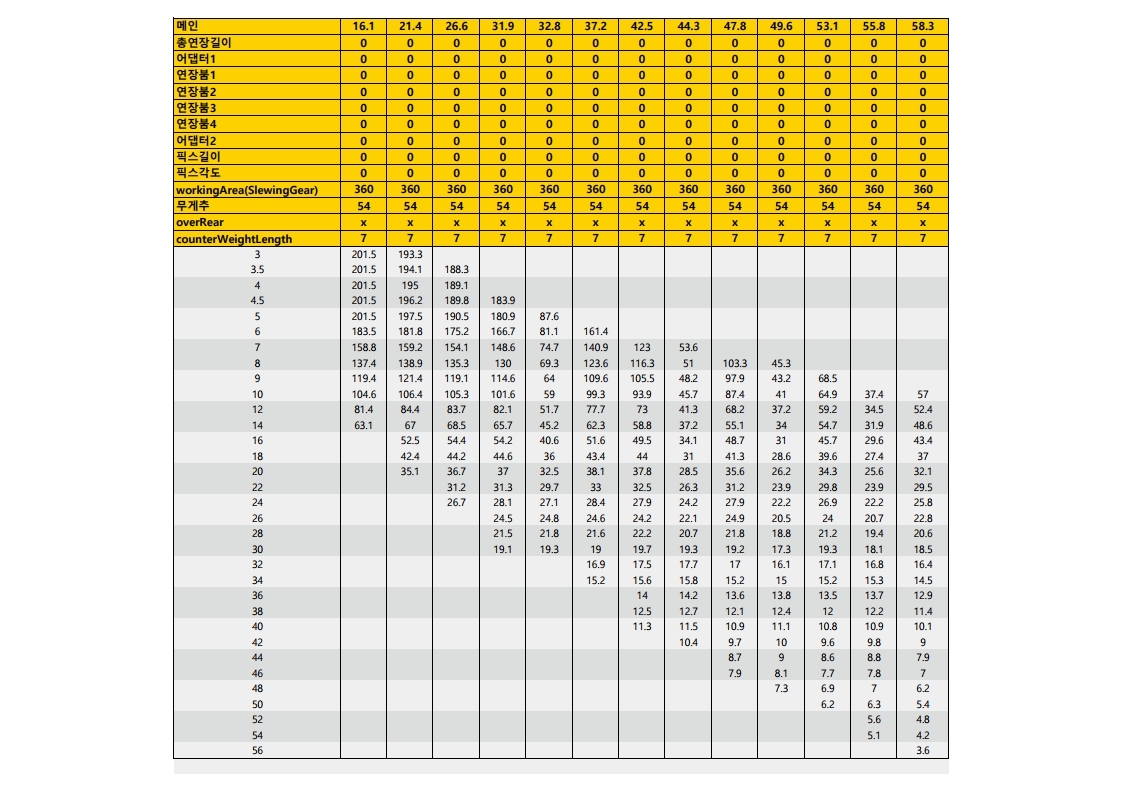 메인 16.1 21.4 26.6 31.9 32.8 37.2 42.5 44.3 47.8 49.6 53.1 55.8 58.3
총연장길이 0 0 0 0 0 0 0 0 0 0 0 0 0
어댑터1 0 0 0 0 0 0 0 0 0 0 0 0 0
연장붐1 0 0 0 0 0 0 0 0 0 0 0 0 0
연장붐2 0 0 0 0 0 0 0 0 0 0 0 0 0
연장붐3 0 0 0 0 0 0 0 0 0 0 0 0 0
연장붐4 0 0 0 0 0 0 0 0 0 0 0 0 0
어댑터2 0 0 0 0 0 0 0 0 0 0 0 0 0
픽스길이 0 0 0 0 0 0 0 0 0 0 0 0 0
픽스각도 0 0 0 0 0 0 0 0 0 0 0 0 0
workingArea(SlewingGear) 360 360 360 360 360 360 360 360 360 360 360 360 360
무게추 54 54 54 54 54 54 54 54 54 54 54 54 54
overRear x x x x x x x x x x x x x
counterWeightLength 7 7 7 7 7 7 7 7 7 7 7 7 7
3 201.5 193.3
3.5 201.5 194.1 188.3
4 201.5 195 189.1
4.5 201.5 196.2 189.8 183.9
5 201.5 197.5 190.5 180.9 87.6
6 183.5 181.8 175.2 166.7 81.1 161.4
7 158.8 159.2 154.1 148.6 74.7 140.9 123 53.6
8 137.4 138.9 135.3 130 69.3 123.6 116.3 51 103.3 45.3
9 119.4 121.4 119.1 114.6 64 109.6 105.5 48.2 97.9 43.2 68.5
10 104.6 106.4 105.3 101.6 59 99.3 93.9 45.7 87.4 41 64.9 37.4 57
12 81.4 84.4 83.7 82.1 51.7 77.7 73 41.3 68.2 37.2 59.2 34.5 52.4
14 63.1 67 68.5 65.7 45.2 62.3 58.8 37.2 55.1 34 54.7 31.9 48.6
16 52.5 54.4 54.2 40.6 51.6 49.5 34.1 48.7 31 45.7 29.6 43.4
18 42.4 44.2 44.6 36 43.4 44 31 41.3 28.6 39.6 27.4 37
20 35.1 36.7 37 32.5 38.1 37.8 28.5 35.6 26.2 34.3 25.6 32.1
22 31.2 31.3 29.7 33 32.5 26.3 31.2 23.9 29.8 23.9 29.5
24 26.7 28.1 27.1 28.4 27.9 24.2 27.9 22.2 26.9 22.2 25.8
26 24.5 24.8 24.6 24.2 22.1 24.9 20.5 24 20.7 22.8
28 21.5 21.8 21.6 22.2 20.7 21.8 18.8 21.2 19.4 20.6
30 19.1 19.3 19 19.7 19.3 19.2 17.3 19.3 18.1 18.5
32 16.9 17.5 17.7 17 16.1 17.1 16.8 16.4
34 15.2 15.6 15.8 15.2 15 15.2 15.3 14.5
36 14 14.2 13.6 13.8 13.5 13.7 12.9
38 12.5 12.7 12.1 12.4 12 12.2 11.4
40 11.3 11.5 10.9 11.1 10.8 10.9 10.1
42 10.4 9.7 10 9.6 9.8 9
44 8.7 9 8.6 8.8 7.9
46 7.9 8.1 7.7 7.8 7
48 7.3 6.9 7 6.2
50 6.2 6.3 5.4
52 5.6 4.8
54 5.1 4.2
56 3.6